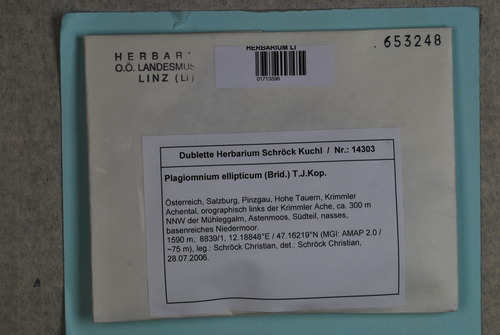 HERBAR
O.Ö. LANDESMUS
LINZ (LI)
HERBARIUM LI
01713596
.653248
Dublette Herbarium Schröck Kuchl / Nr.: 14303
Plagiomnium ellipticum (Brid.) T.J.Kop.
Österreich, Salzburg, Pinzgau, Hohe Tauern, Krimmler
Achental, orographisch links der Krimmler Ache, ca. 300 m
NNW der Mühleggalm, Astenmoos, Südteil, nasses,
basenreiches Niedermoor.
1590 m, 8839/1, 12.18848°E / 47.16219°N (MGI: AMAP 2.0 /
~75 m), leg.: Schröck Christian, det.: Schröck Christian,
28.07.2006.